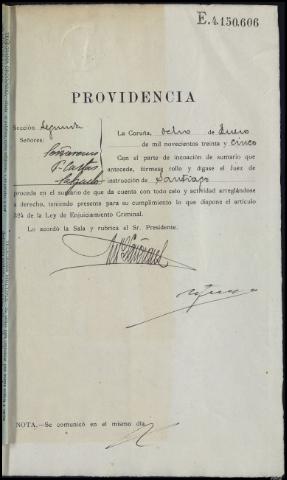 E.4.150.606
PROVIDENCIA
Sección Segunda
Señores:
La Coruña, ocho de Enero
de mil novecientos treinta y cinco
Con el parte de incoación de sumario que
antecede, fórmese rollo y dígase el Juez de
instrucción de Santiago
proceda en el sumario de que da cuenta con todo celo y actividad arreglándose
a derecho, teniendo presente para su cumplimiento lo que dispone el artículo
324 de la Ley de Enjuiciamiento Criminal.
Lo acordó la Sala y rubrica el Sr. Presidente.
NOTA.—Se comunicó en el mismo día.